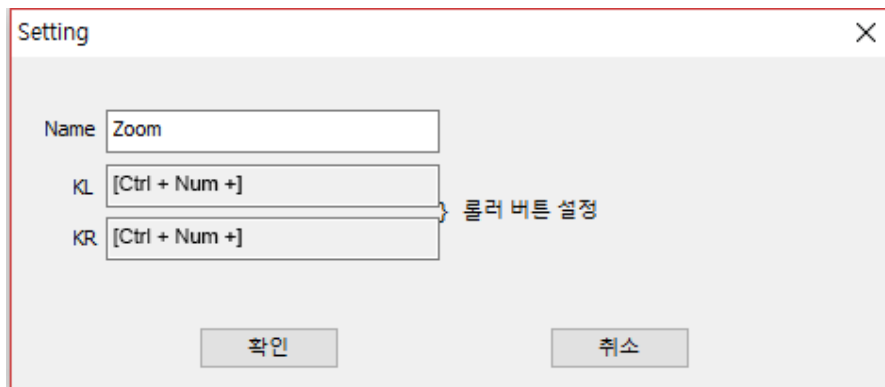 Setting
Name Zoom
KL [Ctrl + Num +]
} 롤러 버튼 설정
KR [Ctrl + Num +]
확인 취소